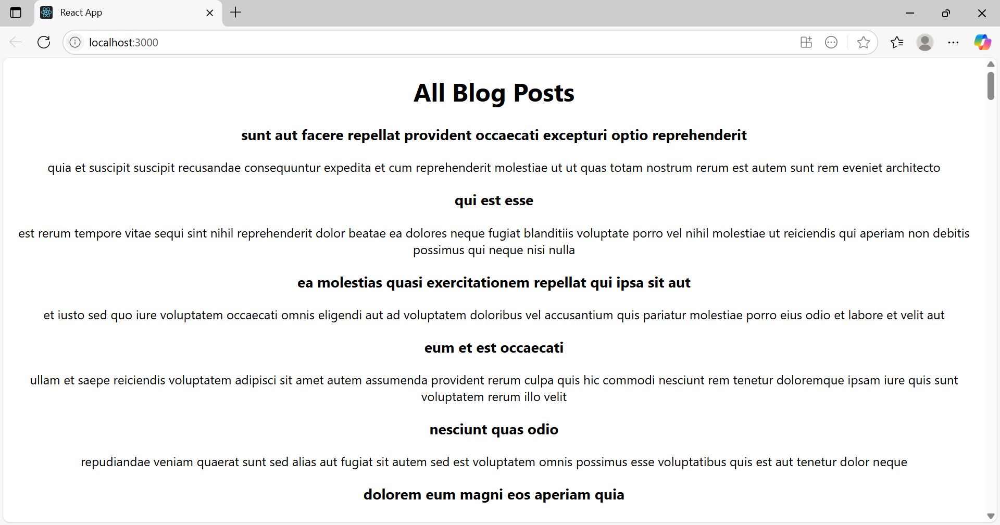 React App
localhost:3000
All Blog Posts
sunt aut facere repellat provident occaecati excepturi optio reprehenderit
quia et suscipit suscipit recusandae consequuntur expedita et cum reprehenderit molestiae ut ut quas totam nostrum rerum est autem sunt rem eveniet architecto
qui est esse
est rerum tempore vitae sequi sint nihil reprehenderit dolor beatae ea dolores neque fugiat blanditiis voluptate porro vel nihil molestiae ut reiciendis qui aperiam non debitis
possimus qui neque nisi nulla
ea molestias quasi exercitationem repellat qui ipsa sit aut
et iusto sed quo iure voluptatem occaecati omnis eligendi aut ad voluptatem doloribus vel accusantium quis pariatur molestiae porro eius odio et labore et velit aut
eum et est occaecati
ullam et saepe reiciendis voluptatem adipisci sit amet autem assumenda provident rerum culpa quis hic commodi nesciunt rem tenetur doloremque ipsam iure quis sunt
voluptatem rerum illo velit
nesciunt quas odio
repudiandae veniam quaerat sunt sed alias aut fugiat sit autem sed est voluptatem omnis possimus esse voluptatibus quis est aut tenetur dolor neque
dolorem eum magni eos aperiam quia